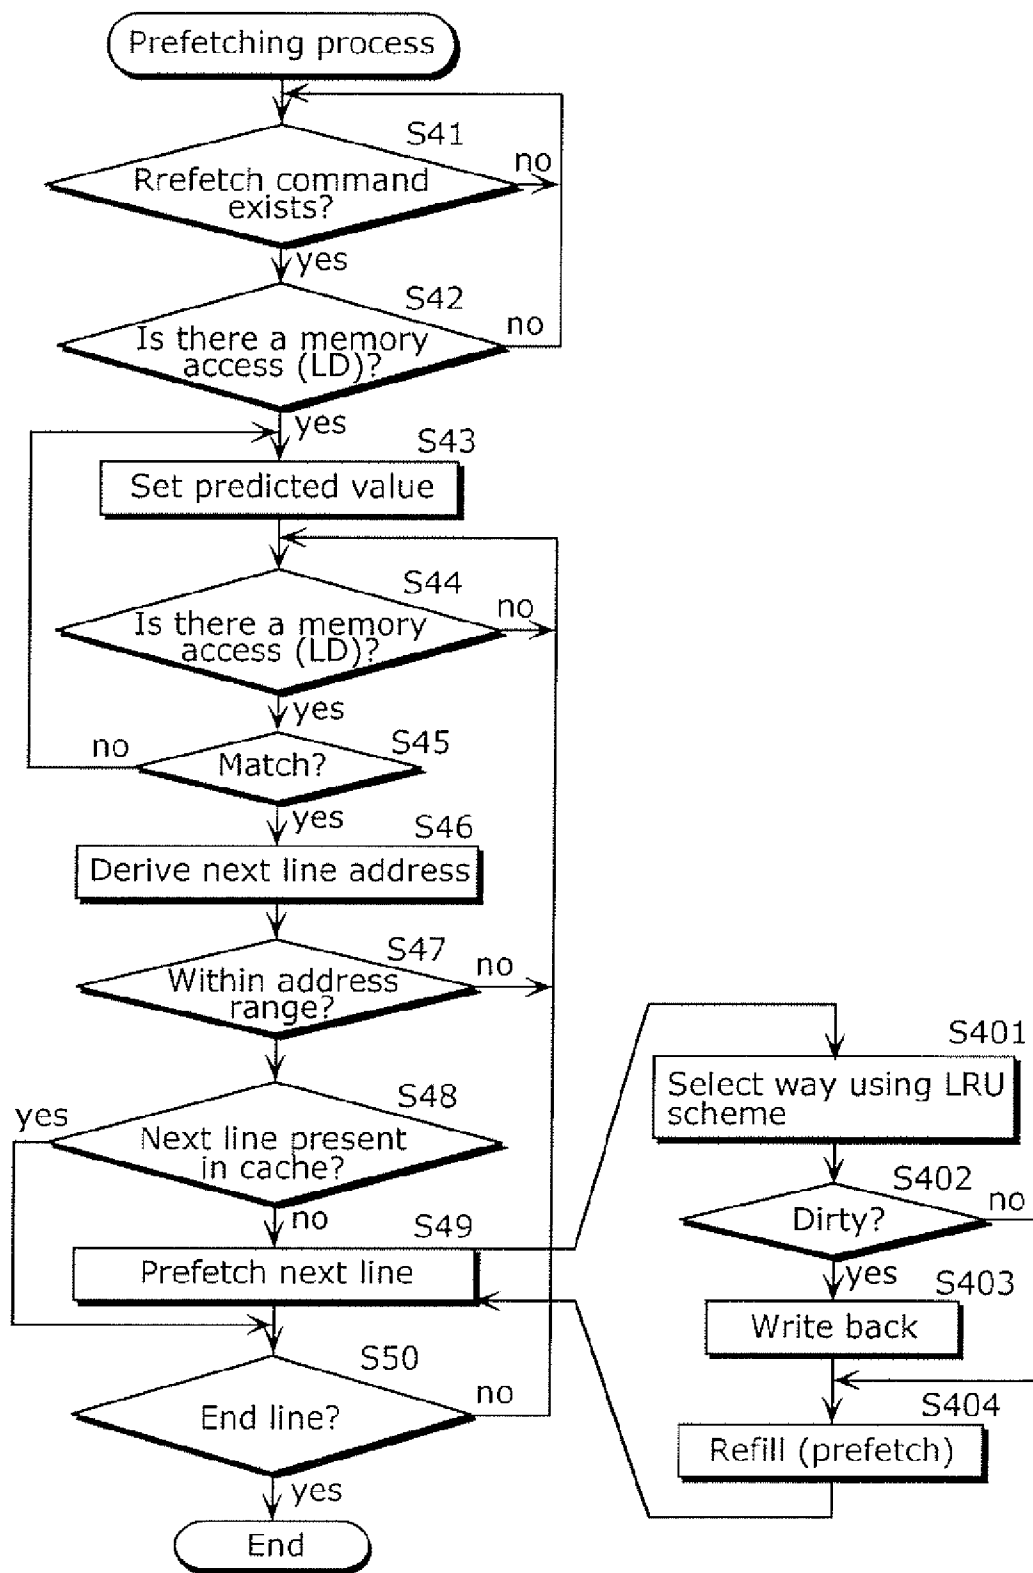 Prefetching process
S41
Rrefetch command
exists?
no
yes
S42
Is there a memory
access (LD)?
no
yes
S43
Set predicted value
S44
Is there a memory
access (LD)?
no
yes
S45
Match?
no
yes
S46
Derive next line address
S47
Within address
range?
no
S48
Next line present
in cache?
yes
no
S49
Prefetch next line
S50
End line?
no
yes
End
S401
Select way using LRU
scheme
S402
Dirty?
no
yes
S403
Write back
S404
Refill (prefetch)